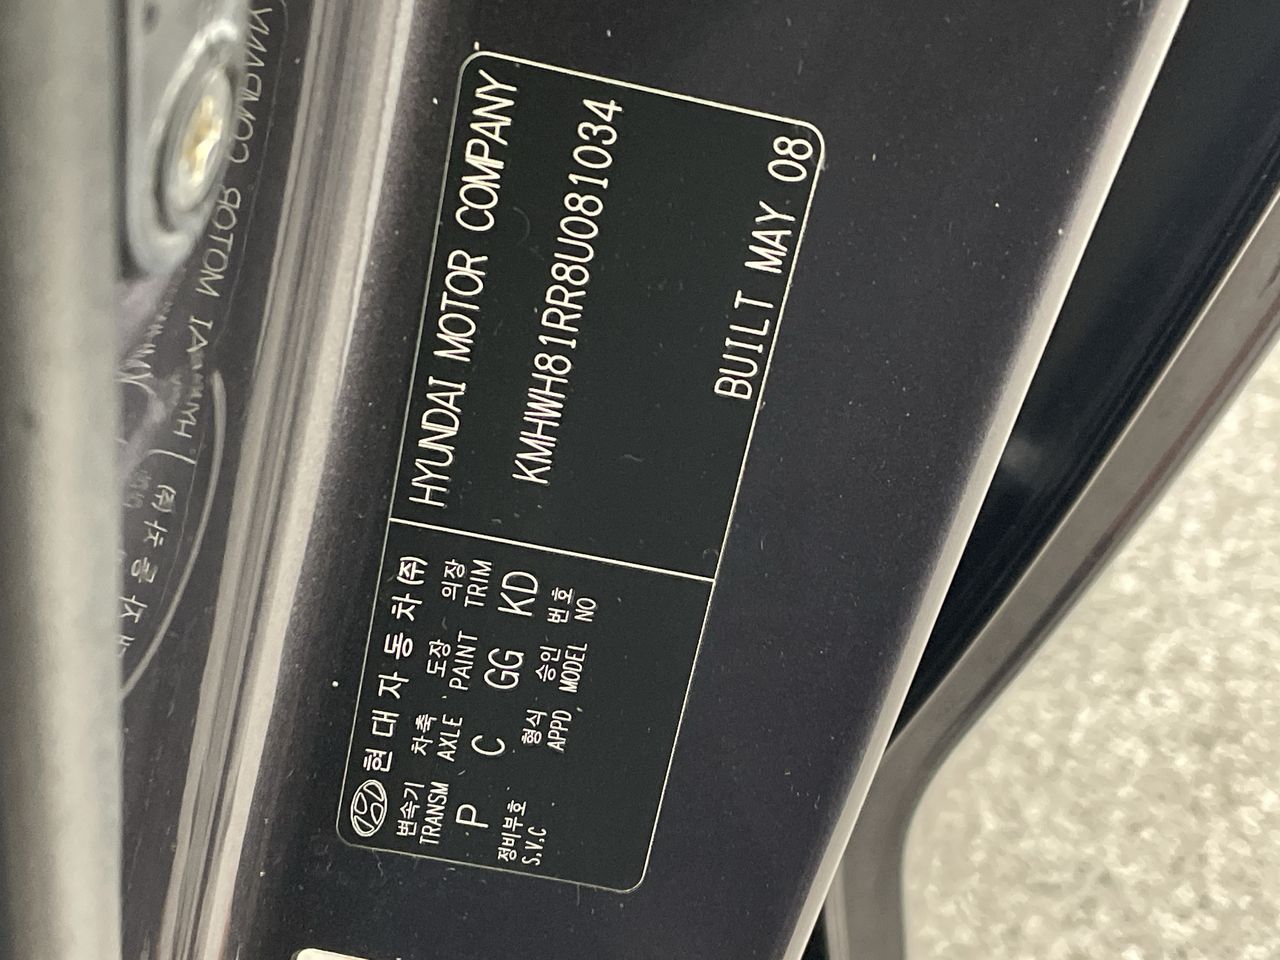 현대자동차(주)
HYUNDAI MOTOR COMPANY
변속기 차축 도장 의장
TRANSM AXLE PAINT TRIM
P C GG KD
KMHWH81RR8U081034
정비부호 형식 승인 번호
S.V.C APPD, MODEL NO
BUILT MAY 08